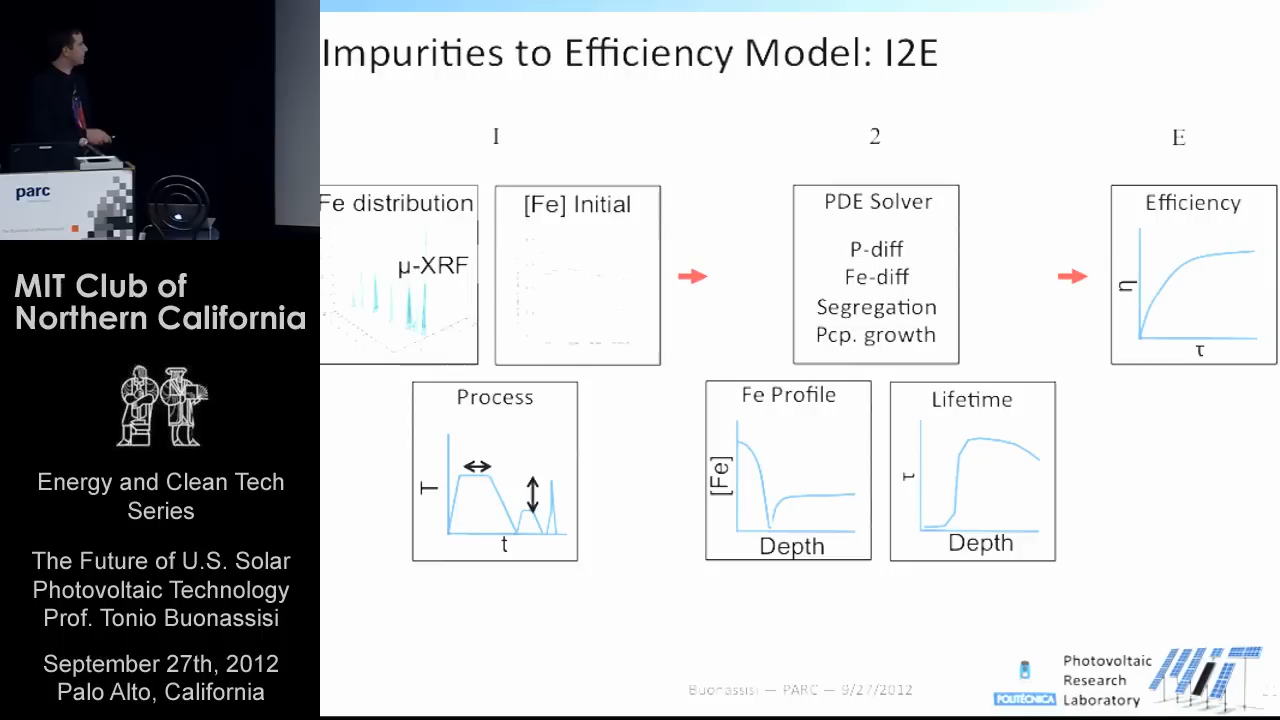 Impurities to Efficiency Model: I2E
I
2
E
Fe distribution
μ-XRF
[Fe] Initial
PDE Solver
P-diff
Fe-diff
Segregation
Pcp. growth
Efficiency
η
τ
Process
T
t
Fe Profile
[Fe]
Depth
Lifetime
τ
Depth
parc
MIT Club of
Northern California
Energy and Clean Tech
Series
The Future of U.S. Solar
Photovoltaic Technology
Prof. Tonio Buonassisi
September 27th, 2012
Palo Alto, California
Buonassisi — PARC — 9/27/2012
POLITÉCNICA
Photovoltaic
Research
Laboratory
MIT